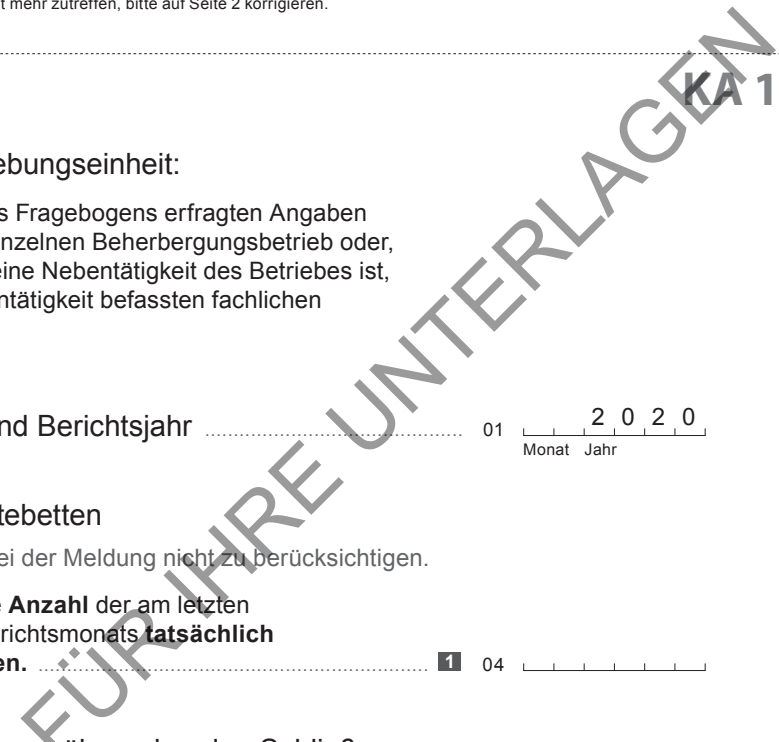 t mehr zutreffen, bitte auf Seite 2 korrigieren.
KA 1
ebungseinheit:
s Fragebogens erfragten Angaben
inzelnen Beherbergungsbetrieb oder,
eine Nebentätigkeit des Betriebes ist,
ntätigkeit befassten fachlichen
nd Berichtsjahr 01 2 0 2 0
Monat Jahr
tebetten
ei der Meldung nicht zu berücksichtigen.
e Anzahl der am letzten
richtsmonats tatsächlich
en. 1 04
FÜR IHRE UNTERLAGEN